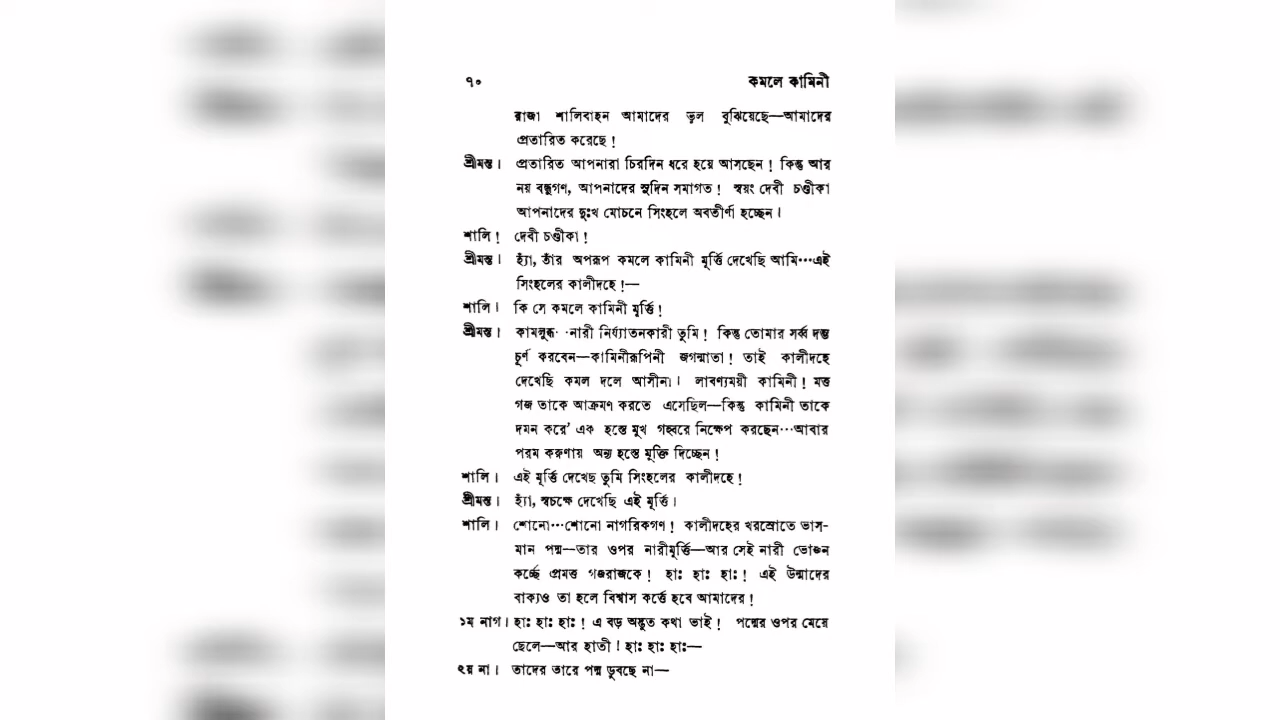 ৭০ কমলে কামিনী
রাজা শালিবাহন আমাদের ভুল বুঝিয়েছে—আমাদের
প্রতারিত করেছে !
শ্রীমন্ত। প্রতারিত আপনারা চিরদিন ধরে হয়ে আসছেন ! কিন্তু আর
নয় বন্ধুগণ, আপনাদের সুদিন সমাগত ! স্বয়ং দেবী চণ্ডীকা
আপনাদের দুঃখ মোচনে সিংহলে অবতীর্ণা হচ্ছেন।
শালি ! দেবী চণ্ডীকা !
শ্রীমন্ত। হ্যাঁ, তাঁর অপরূপ কমলে কামিনী মূর্ত্তি দেখেছি আমি···এই
সিংহলের কালীদহে !—
শালি। কি সে কমলে কামিনী মূর্ত্তি !
শ্রীমন্ত। কামলুব্ধ· ·নারী নির্য্যাতনকারী তুমি ! কিন্তু তোমার সর্ব্ব দম্ভ
চূর্ণ করবেন—কামিনীরূপিনী জগন্মাতা ! তাই কালীদহে
দেখেছি কমল দলে আসীনা। লাবণ্যময়ী কামিনী ! মত্ত
গজ তাকে আক্রমণ করতে এসেছিল—কিন্তু কামিনী তাকে
দমন করে’ এক হস্তে মুখ গহ্বরে নিক্ষেপ করছেন···আবার
পরম করুণায় অন্য হস্তে মুক্তি দিচ্ছেন !
শালি। এই মূর্ত্তি দেখেছ তুমি সিংহলের কালীদহে !
শ্রীমন্ত। হ্যাঁ, স্বচক্ষে দেখেছি এই মূর্ত্তি।
শালি। শোনো···শোনো নাগরিকগণ ! কালীদহের খরস্রোতে ভাস-
মান পদ্ম—তার ওপর নারীমূর্ত্তি—আর সেই নারী ভোজন
কর্চ্ছে প্রমত্ত গজরাজকে ! হাঃ হাঃ হাঃ ! এই উন্মাদের
বাক্যও তা হলে বিশ্বাস কর্ত্তে হবে আমাদের !
১ম নাগ। হাঃ হাঃ হাঃ ! এ বড় অদ্ভুত কথা ভাই ! পদ্মের ওপর মেয়ে
ছেলে—আর হাতী ! হাঃ হাঃ হাঃ—
২য় না। তাদের ভারে পদ্ম ডুবছে না—